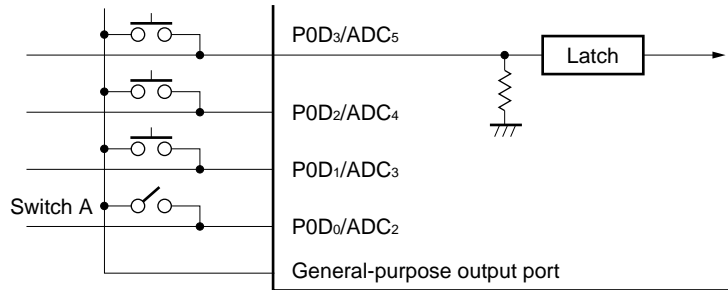 P0D₃/ADC₅
Latch
P0D₂/ADC₄
P0D₁/ADC₃
Switch A
P0D₀/ADC₂
General-purpose output port